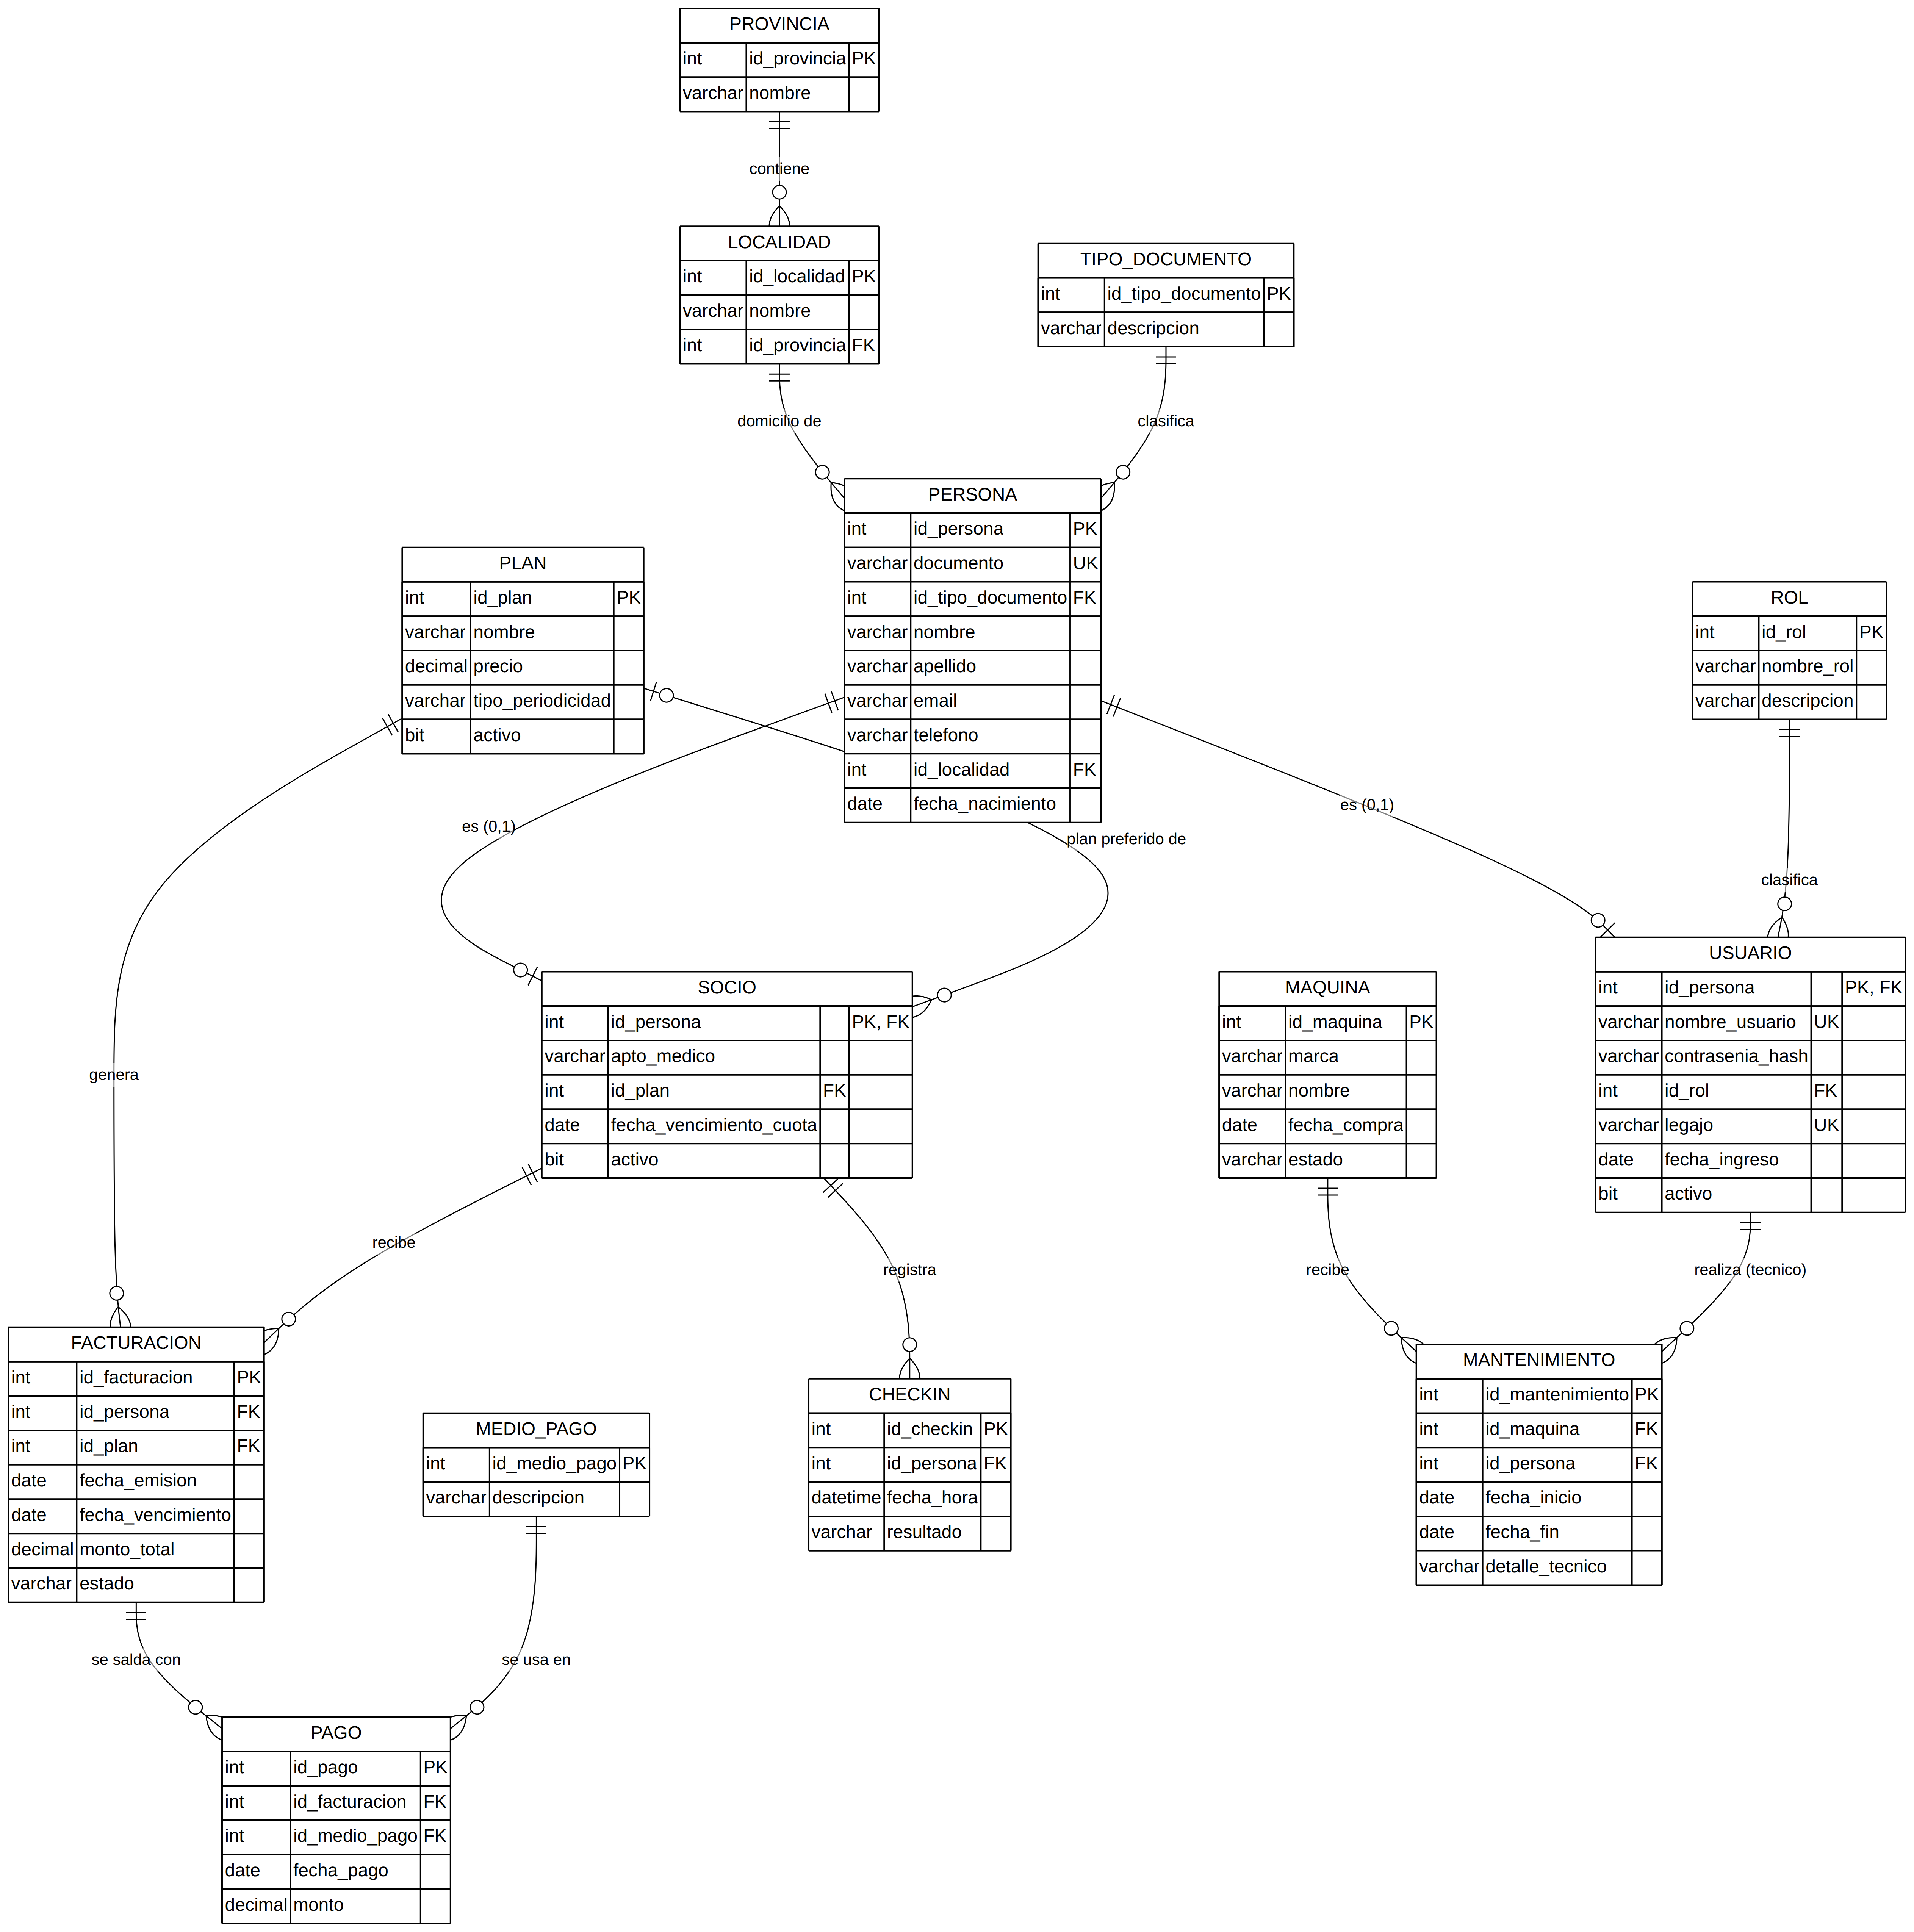 PROVINCIA
int id_provincia PK
varchar nombre
contiene
LOCALIDAD
int id_localidad PK
varchar nombre
int id_provincia FK
TIPO_DOCUMENTO
int id_tipo_documento PK
varchar descripcion
domicilio de
clasifica
PERSONA
int id_persona PK
varchar documento UK
int id_tipo_documento FK
varchar nombre
varchar apellido
varchar email
varchar telefono
int id_localidad FK
date fecha_nacimiento
PLAN
int id_plan PK
varchar nombre
decimal precio
varchar tipo_periodicidad
bit activo
ROL
int id_rol PK
varchar nombre_rol
varchar descripcion
es (0,1)
plan preferido de
es (0,1)
clasifica
SOCIO
int id_persona PK, FK
varchar apto_medico
int id_plan FK
date fecha_vencimiento_cuota
bit activo
MAQUINA
int id_maquina PK
varchar marca
varchar nombre
date fecha_compra
varchar estado
USUARIO
int id_persona PK, FK
varchar nombre_usuario UK
varchar contrasenia_hash
int id_rol FK
varchar legajo UK
date fecha_ingreso
bit activo
genera
recibe
registra
recibe
realiza (tecnico)
FACTURACION
int id_facturacion PK
int id_persona FK
int id_plan FK
date fecha_emision
date fecha_vencimiento
decimal monto_total
varchar estado
MEDIO_PAGO
int id_medio_pago PK
varchar descripcion
CHECKIN
int id_checkin PK
int id_persona FK
datetime fecha_hora
varchar resultado
MANTENIMIENTO
int id_mantenimiento PK
int id_maquina FK
int id_persona FK
date fecha_inicio
date fecha_fin
varchar detalle_tecnico
se salda con
se usa en
PAGO
int id_pago PK
int id_facturacion FK
int id_medio_pago FK
date fecha_pago
decimal monto